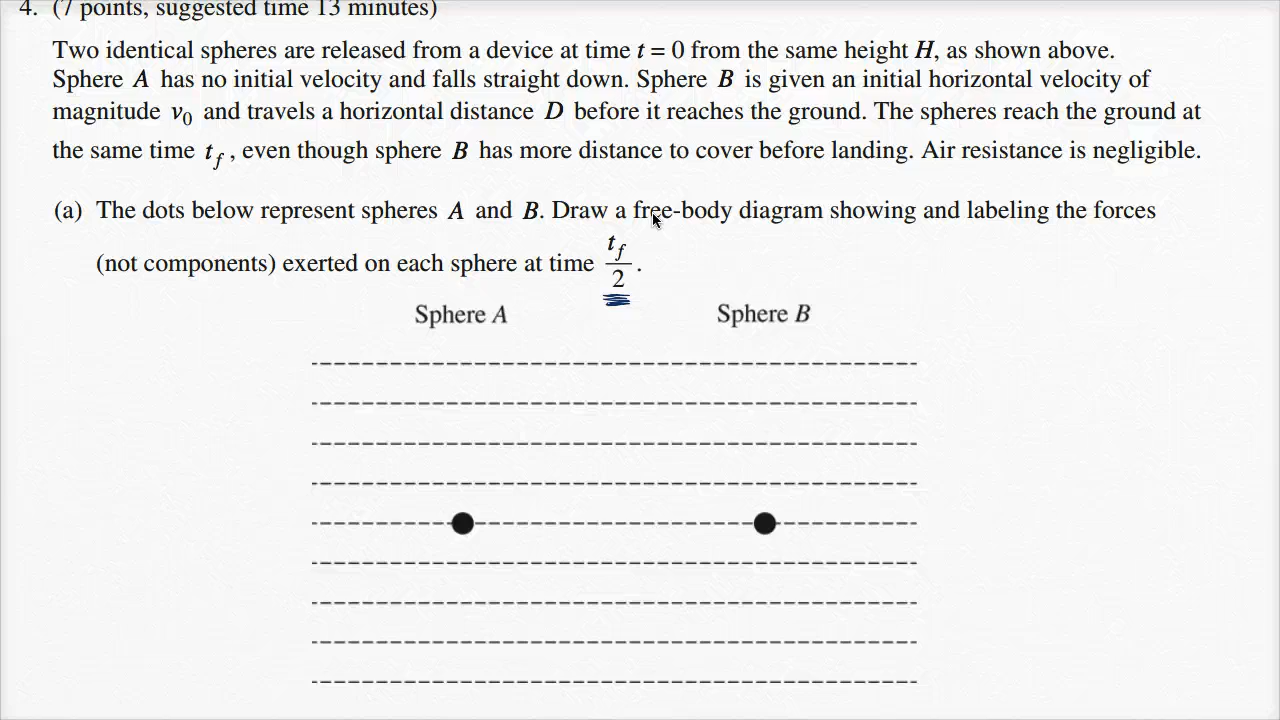 4. (7 points, suggested time 13 minutes)
Two identical spheres are released from a device at time t = 0 from the same height H, as shown above.
Sphere A has no initial velocity and falls straight down. Sphere B is given an initial horizontal velocity of
magnitude v₀ and travels a horizontal distance D before it reaches the ground. The spheres reach the ground at
the same time t_f, even though sphere B has more distance to cover before landing. Air resistance is negligible.
(a) The dots below represent spheres A and B. Draw a free-body diagram showing and labeling the forces
(not components) exerted on each sphere at time t_f/2.
Sphere A Sphere B